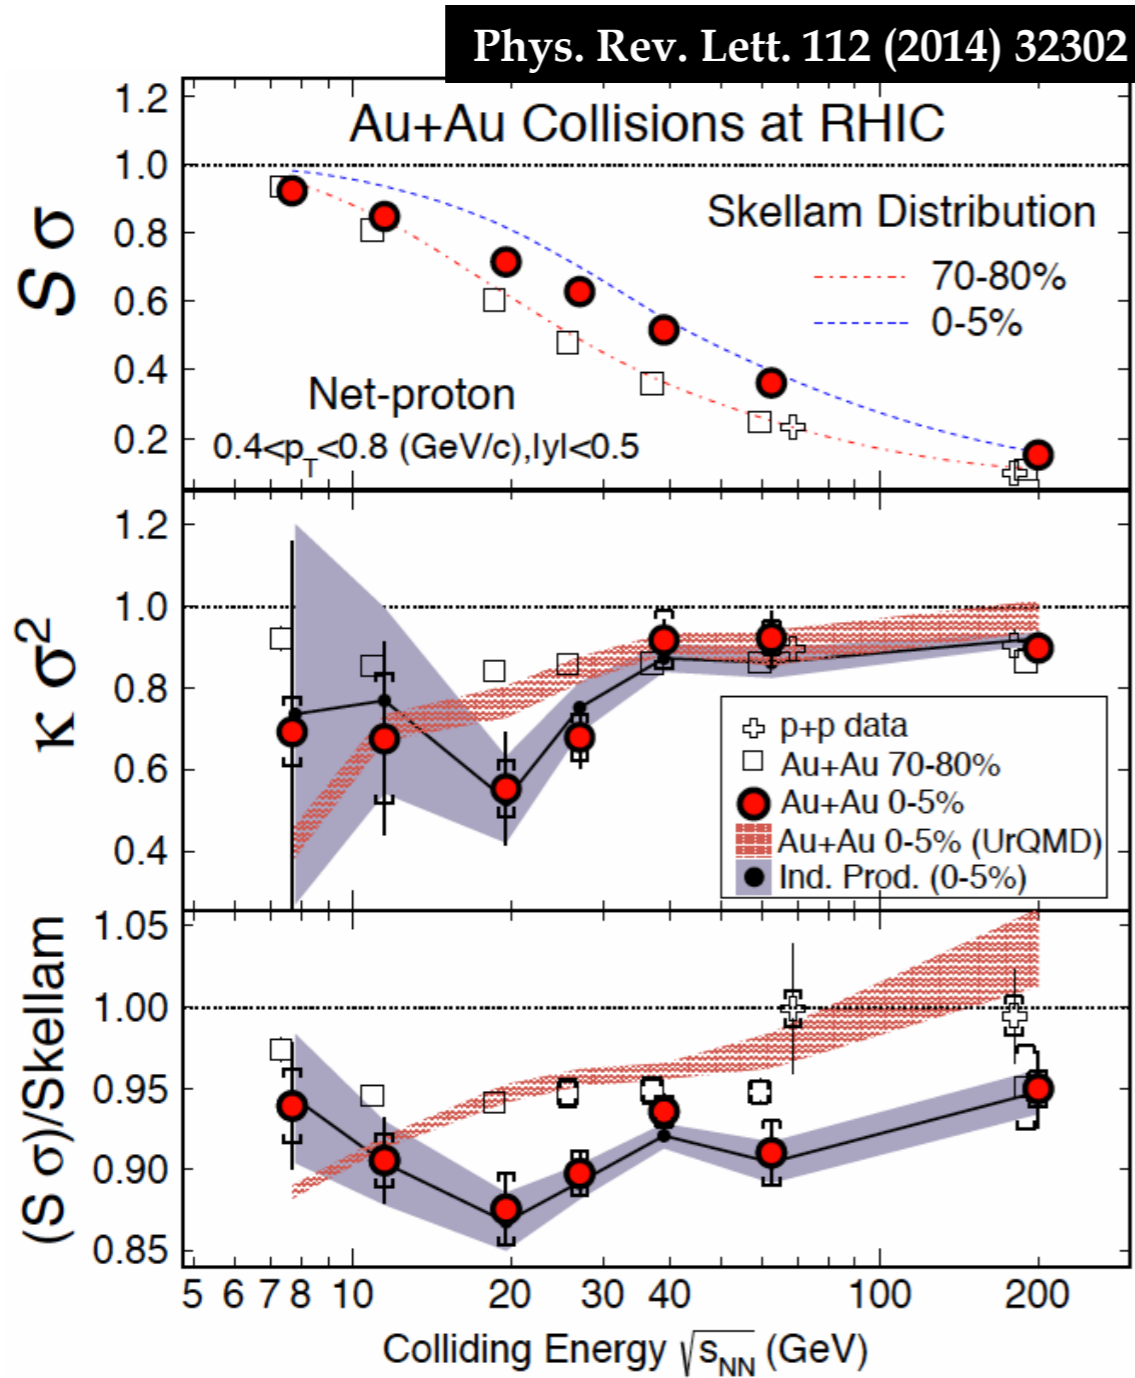 Phys. Rev. Lett. 112 (2014) 32302
Au+Au Collisions at RHIC
1.2
1.0
0.8
0.6
0.4
0.2
S σ
Skellam Distribution
70-80%
0-5%
Net-proton
0.4<p_T<0.8 (GeV/c),|y|<0.5
1.2
1.0
0.8
0.6
0.4
κ σ²
p+p data
Au+Au 70-80%
Au+Au 0-5%
Au+Au 0-5% (UrQMD)
Ind. Prod. (0-5%)
1.05
1.00
0.95
0.90
0.85
(S σ)/Skellam
5 6 7 8 10 20 30 40 100 200
Colliding Energy √s_NN (GeV)